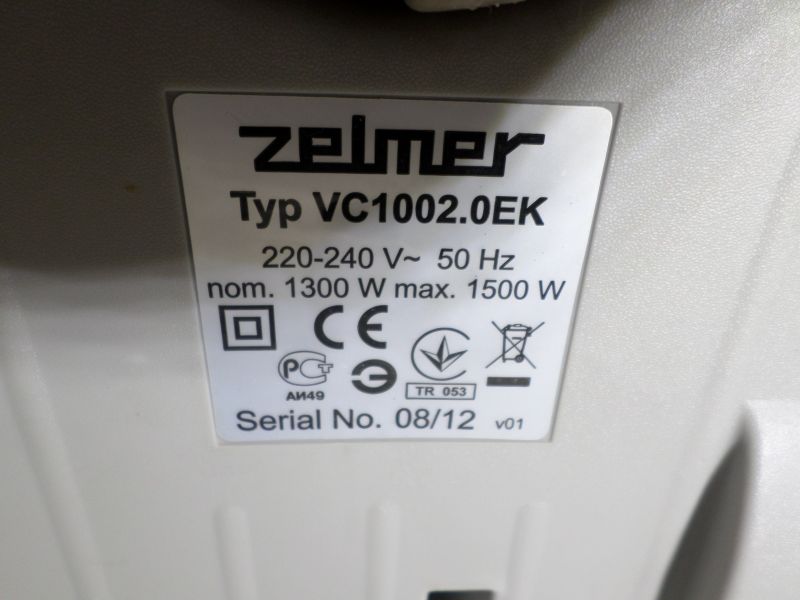 zelmer
Typ VC1002.0EK
220-240 V~ 50 Hz
nom. 1300 W max. 1500 W
CE
PCT
АИ49
TR 053
Serial No. 08/12 v01